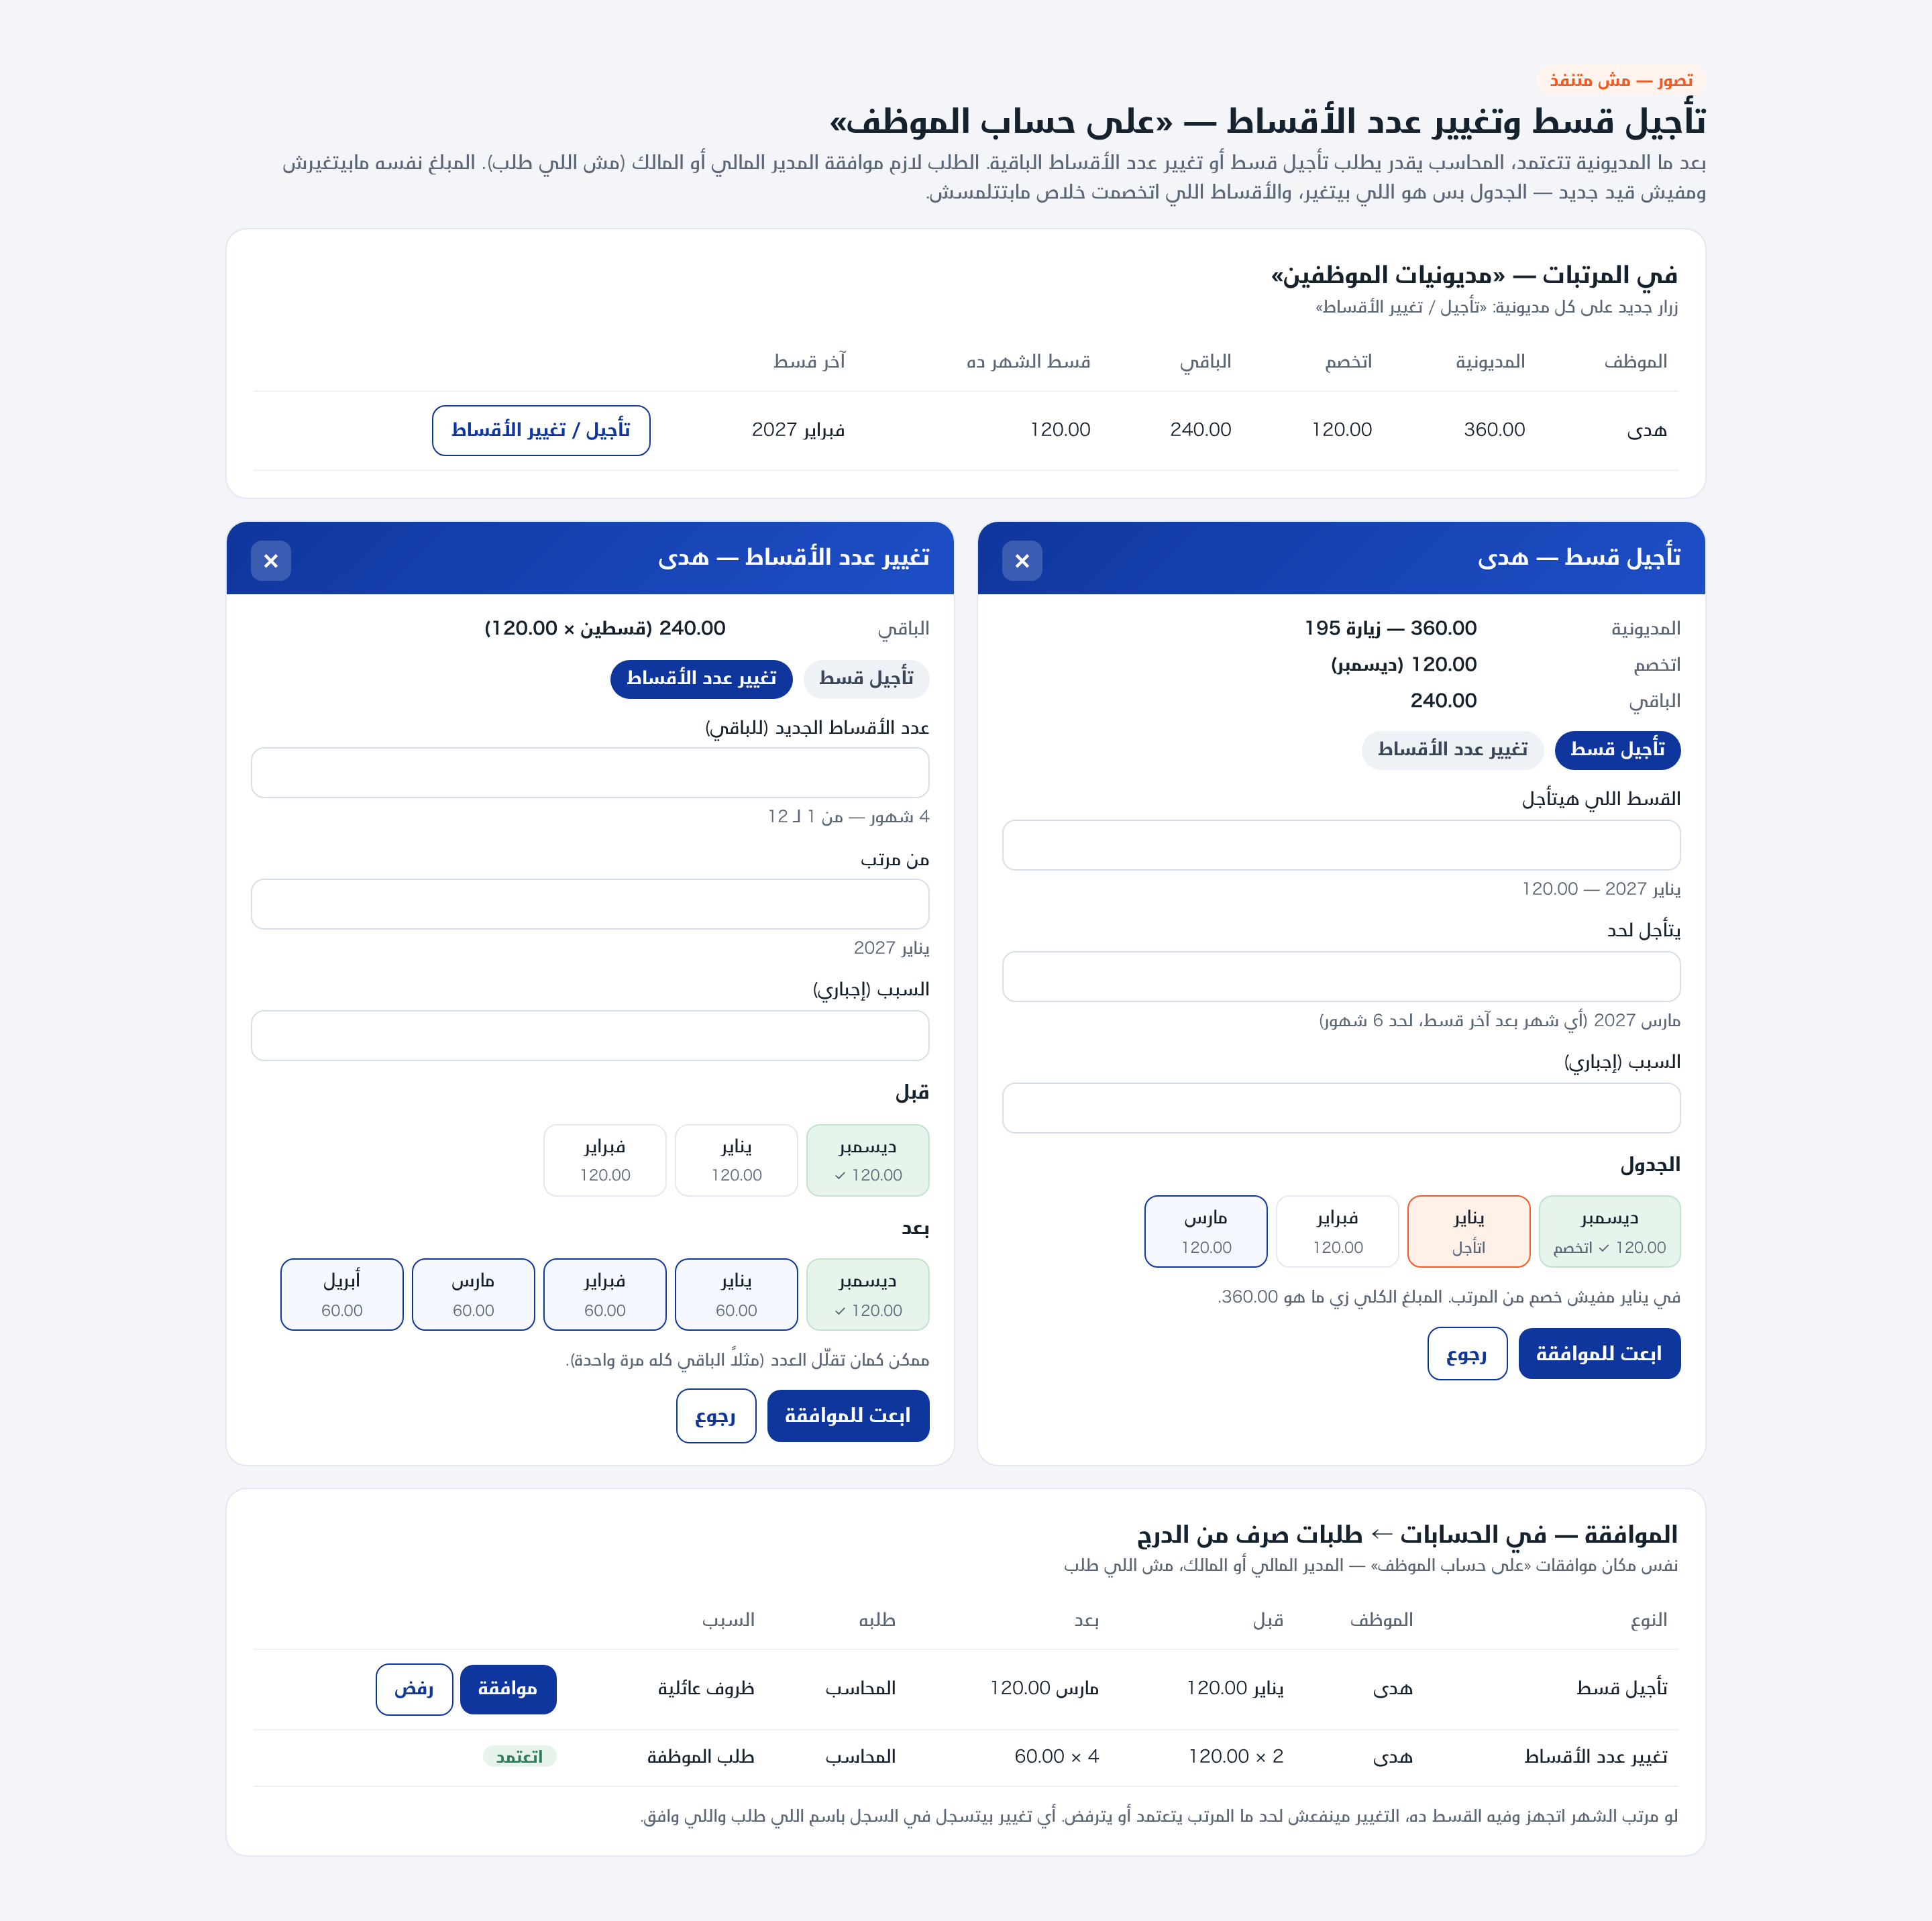 تصور — مش متنفذ
تأجيل قسط وتغيير عدد الأقساط — «على حساب الموظف»
بعد ما المديونية تتعتمد، المحاسب يقدر يطلب تأجيل قسط أو تغيير عدد الأقساط الباقية. الطلب لازم موافقة المدير المالي أو المالك (مش اللي طلب). المبلغ نفسه مابيتغيرش
ومفيش قيد جديد — الجدول بس هو اللي بيتغير، والأقساط اللي اتخصمت خلاص مابتتلمسش.
في المرتبات — «مديونيات الموظفين»
زرار جديد على كل مديونية: «تأجيل / تغيير الأقساط»
الموظف المديونية اتخصم الباقي قسط الشهر ده آخر قسط
هدى 360.00 120.00 240.00 120.00 فبراير 2027 تأجيل / تغيير الأقساط
تأجيل قسط — هدى ×
المديونية 360.00 — زيارة 195
اتخصم 120.00 (ديسمبر)
الباقي 240.00
تأجيل قسط تغيير عدد الأقساط
القسط اللي هيتأجل
يناير 2027 — 120.00
يتأجل لحد
مارس 2027 (أي شهر بعد آخر قسط، لحد 6 شهور)
السبب (إجباري)
الجدول
ديسمبر يناير فبراير مارس
120.00 ✓ اتخصم اتأجل 120.00 120.00
في يناير مفيش خصم من المرتب. المبلغ الكلي زي ما هو 360.00.
ابعت للموافقة رجوع
تغيير عدد الأقساط — هدى ×
الباقي 240.00 (قسطين × 120.00)
تأجيل قسط تغيير عدد الأقساط
عدد الأقساط الجديد (للباقي)
4 شهور — من 1 لـ 12
من مرتب
يناير 2027
السبب (إجباري)
قبل
ديسمبر يناير فبراير
120.00 ✓ 120.00 120.00
بعد
ديسمبر يناير فبراير مارس أبريل
120.00 ✓ 60.00 60.00 60.00 60.00
ممكن كمان تقلّل العدد (مثلاً الباقي كله مرة واحدة).
ابعت للموافقة رجوع
الموافقة — في الحسابات ← طلبات صرف من الدرج
نفس مكان موافقات «على حساب الموظف» — المدير المالي أو المالك، مش اللي طلب
النوع الموظف قبل بعد طلبه السبب
تأجيل قسط هدى يناير 120.00 مارس 120.00 المحاسب ظروف عائلية موافقة رفض
تغيير عدد الأقساط هدى 2 × 120.00 4 × 60.00 المحاسب طلب الموظفة اتعتمد
لو مرتب الشهر اتجهز وفيه القسط ده، التغيير مينفعش لحد ما المرتب يتعتمد أو يترفض. أي تغيير بيتسجل في السجل باسم اللي طلب واللي وافق.